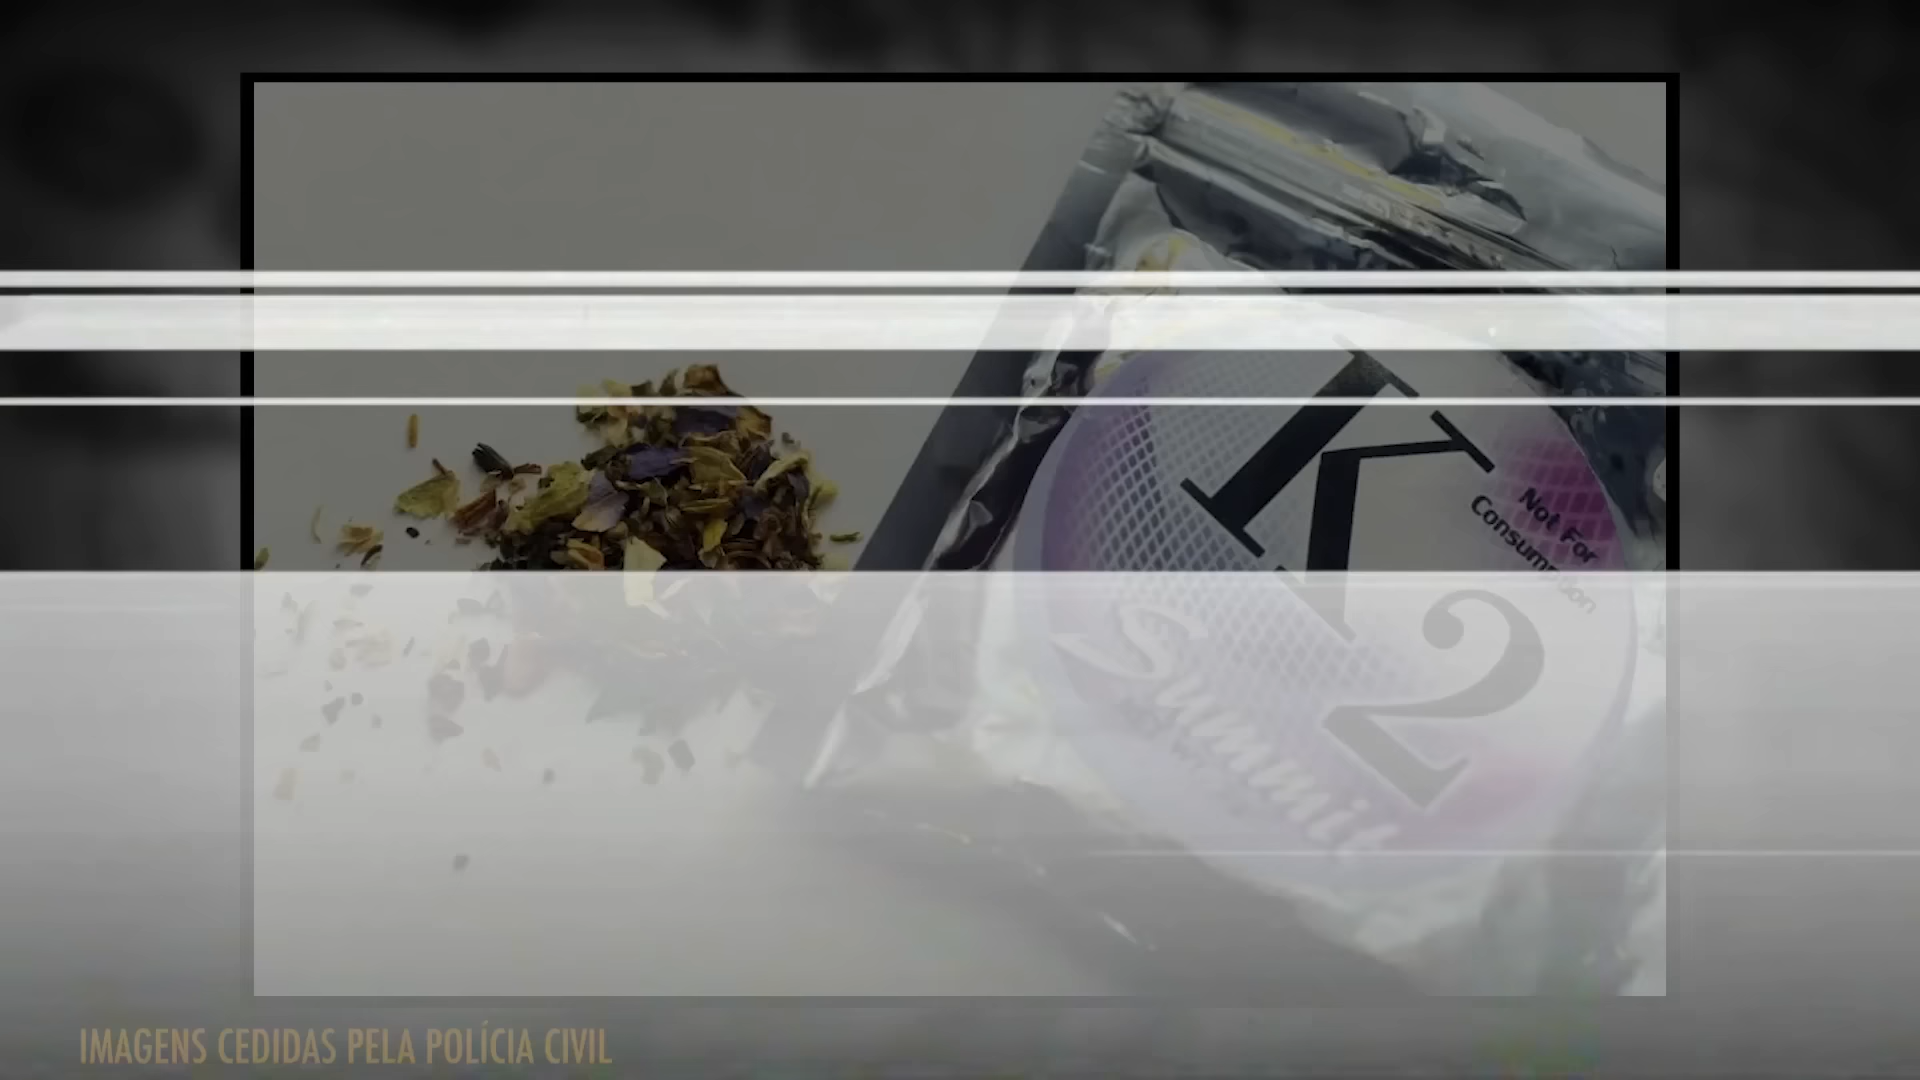 K2
Not For
Consumption
Summit
IMAGENS CEDIDAS PELA POLÍCIA CIVIL